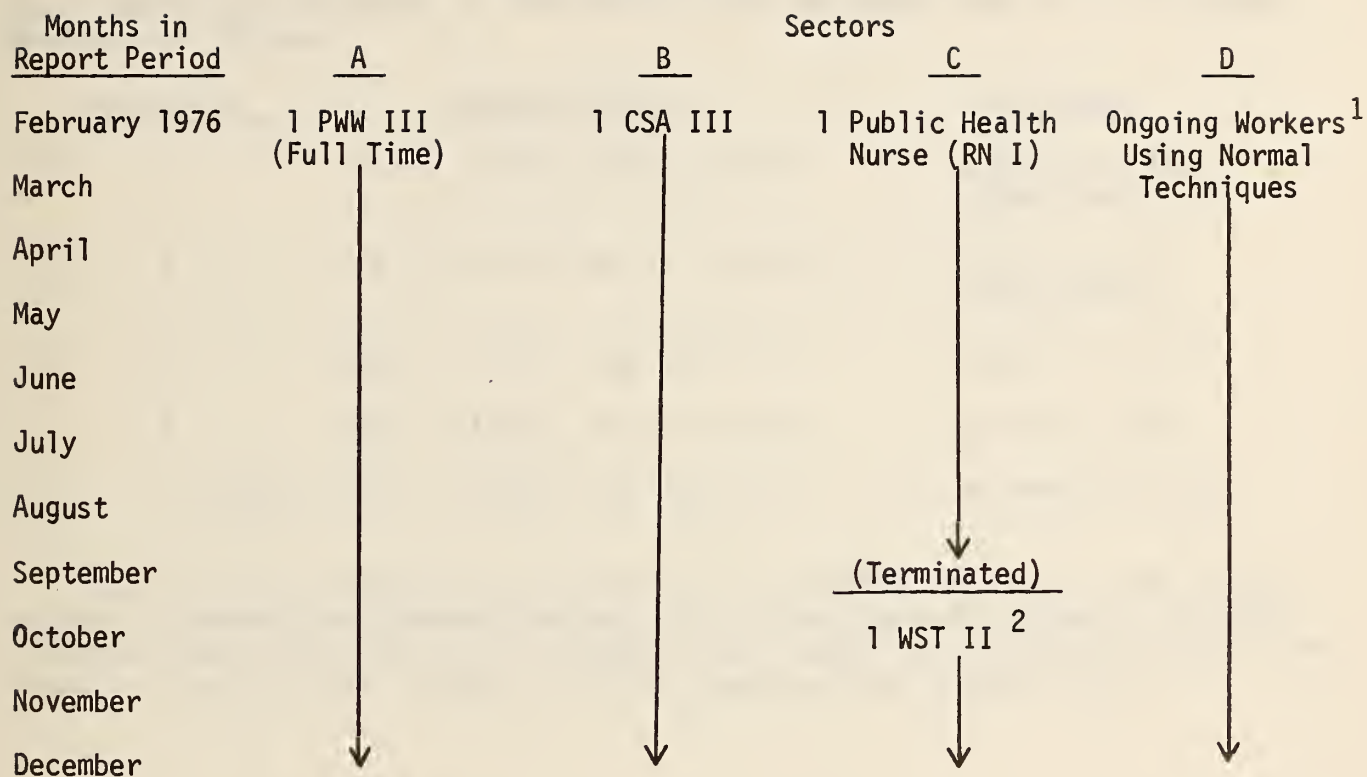 Months in Sectors
Report Period A B C D
February 1976 1 PWW III 1 CSA III 1 Public Health Ongoing Workers1
(Full Time) Nurse (RN I) Using Normal
March Techniques
April
May
June
July
August
September (Terminated)
October 1 WST II 2
November
December